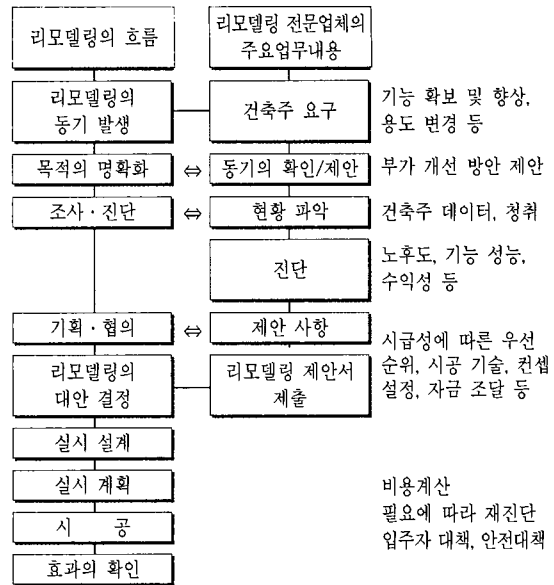 리모델링의 흐름
리모델링 전문업체의
주요업무내용
리모델링의
동기 발생
건축주 요구
기능 확보 및 향상,
용도 변경 등
목적의 명확화
⇔
동기의 확인/제안
부가 개선 방안 제안
조사·진단
⇔
현황 파악
건축주 데이터, 청취
진단
노후도, 기능 성능,
수익성 등
기획·협의
⇔
제안 사항
시급성에 따른 우선
순위, 시공 기술, 컨셉
설정, 자금 조달 등
리모델링의
대안 결정
리모델링 제안서
제출
실시 설계
실시 계획
시 공
효과의 확인
비용계산
필요에 따라 재진단
입주자 대책, 안전대책